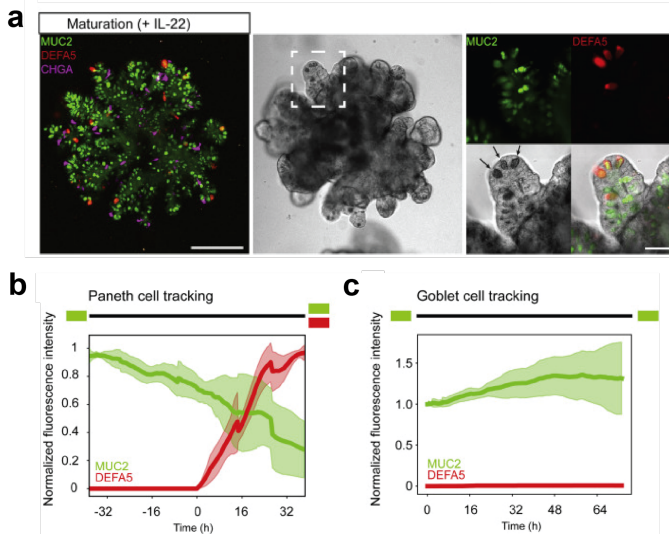 a
Maturation (+ IL-22)
MUC2
DEFA5
CHGA
MUC2
DEFA5
b
Paneth cell tracking
Normalized fluorescence intensity
1
0.8
0.6
0.4
0.2
0
MUC2
DEFA5
-32
-16
0
16
32
Time (h)
c
Goblet cell tracking
Normalized fluorescence intensity
1.5
1.0
0.5
0
MUC2
DEFA5
0
16
32
48
64
Time (h)